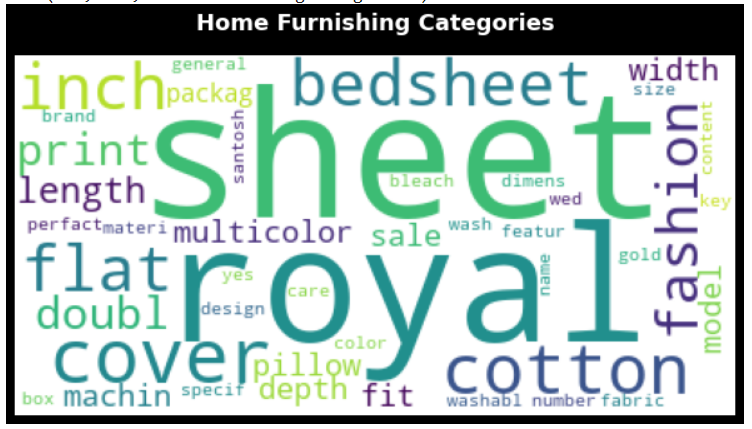 Home Furnishing Categories
general
inch
packag
bedsheet
width
size
brand
sheet
santosh
fashion
content
print
length
bleach
dimens
wed
key
perfact
materi
multicolor
sale
wash
featur
royal
flat
yes
care
name
gold
model
doubl
design
cover
color
pillow
cotton
depth
fit
box
machin
specif
washabl
number
fabric